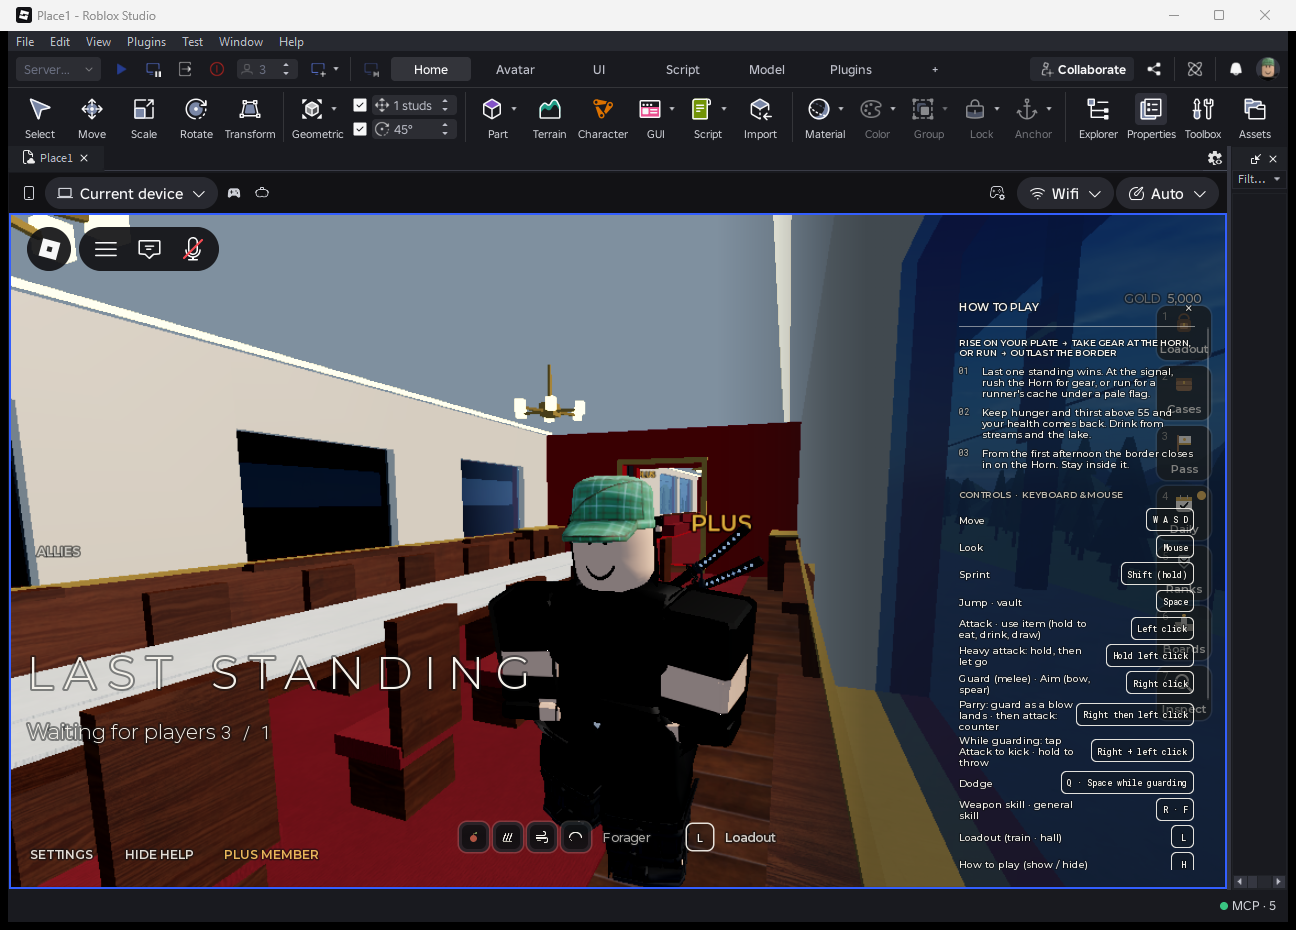 Place1 - Roblox Studio
File Edit View Plugins Test Window Help
Server... 3 Home Avatar UI Script Model Plugins + Collaborate
1 studs
45°
Select Move Scale Rotate Transform Geometric Part Terrain Character GUI Script Import Material Color Group Lock Anchor Explorer Properties Toolbox Assets
Place1
Filt...
Current device Wifi Auto
GOLD 5,000
HOW TO PLAY
1
Loadout
RISE ON YOUR PLATE → TAKE GEAR AT THE HORN,
OR RUN → OUTLAST THE BORDER
01 Last one standing wins. At the signal,
rush the Horn for gear, or run for a
runner's cache under a pale flag.
2
Cases
02 Keep hunger and thirst above 55 and
your health comes back. Drink from
streams and the lake.
3
Pass
03 From the first afternoon the border closes
in on the Horn. Stay inside it.
CONTROLS · KEYBOARD & MOUSE
4
Daily
Move W A S D
Look Mouse
Sprint Shift (hold)
Ranks
Jump · vault Space
Attack · use item (hold to
eat, drink, draw) Left click
Boards
Heavy attack: hold, then
let go Hold left click
Guard (melee) · Aim (bow,
spear) Right click
Inspect
Parry: guard as a blow
lands · then attack:
counter Right then left click
While guarding: tap
Attack to kick · hold to
throw Right + left click
Dodge Q · Space while guarding
Weapon skill · general
skill R · F
Loadout (train · hall) L
How to play (show / hide) H
PLUS
ALLIES
LAST STANDING
Waiting for players 3 / 1
Forager L Loadout
SETTINGS HIDE HELP PLUS MEMBER
MCP · 5